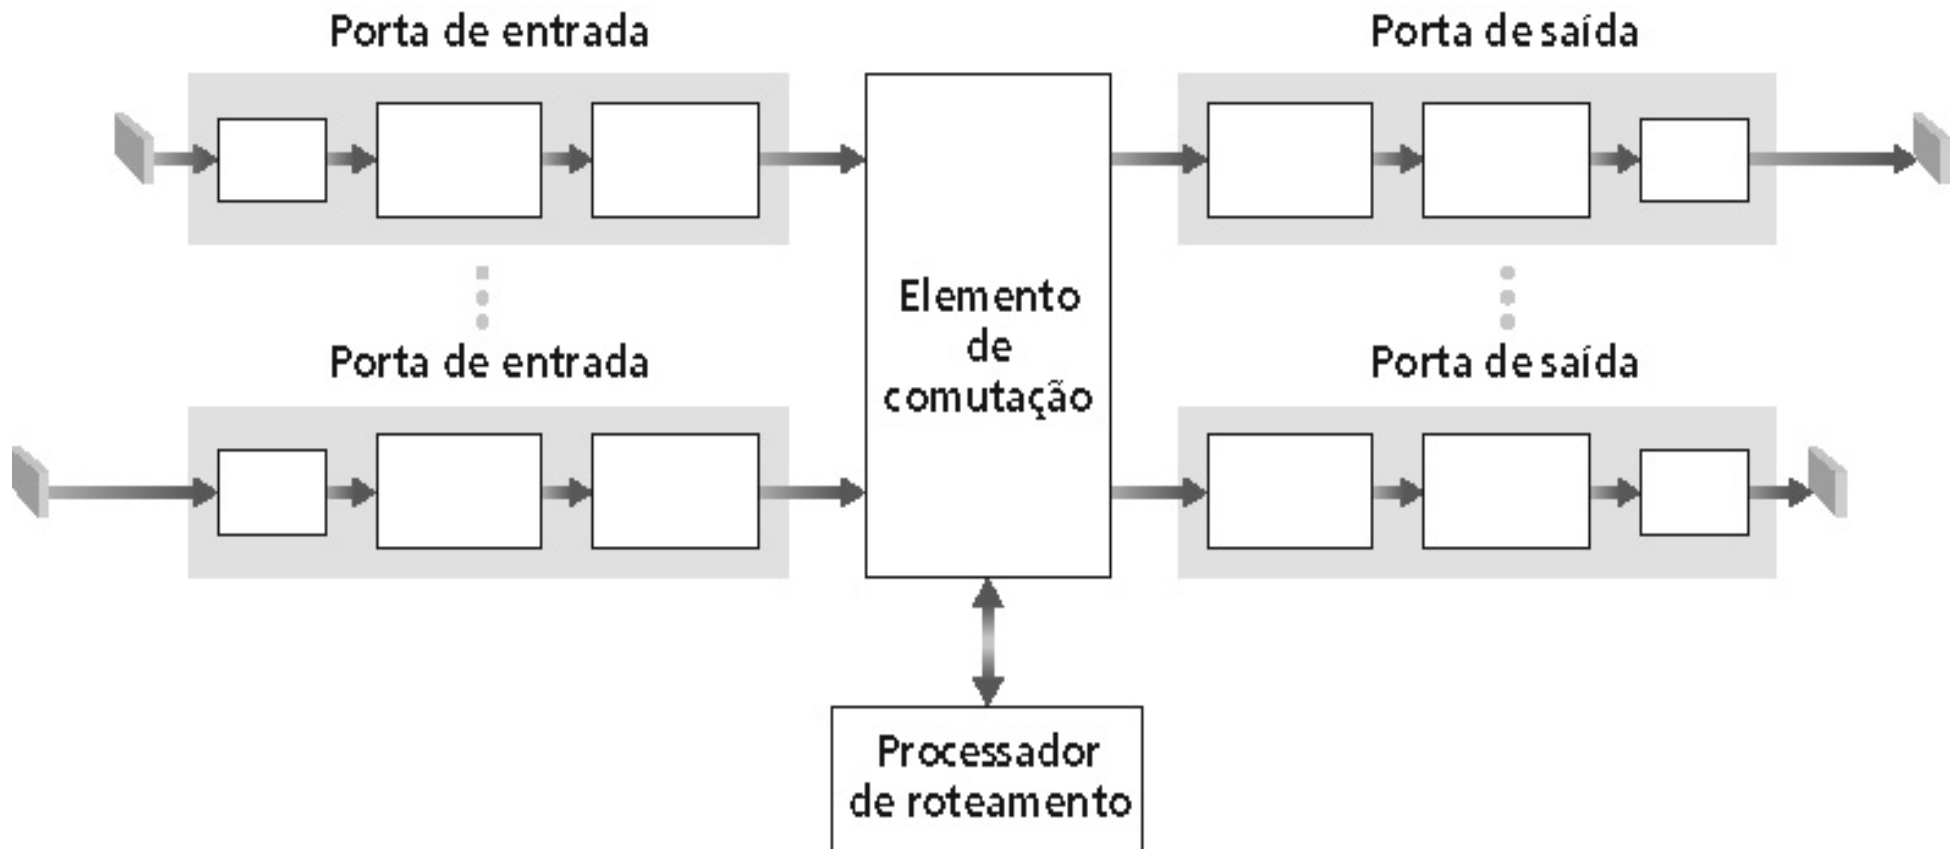 Porta de entrada
Porta de saída
Elemento
de
comutação
Porta de entrada
Porta de saída
Processador
de roteamento